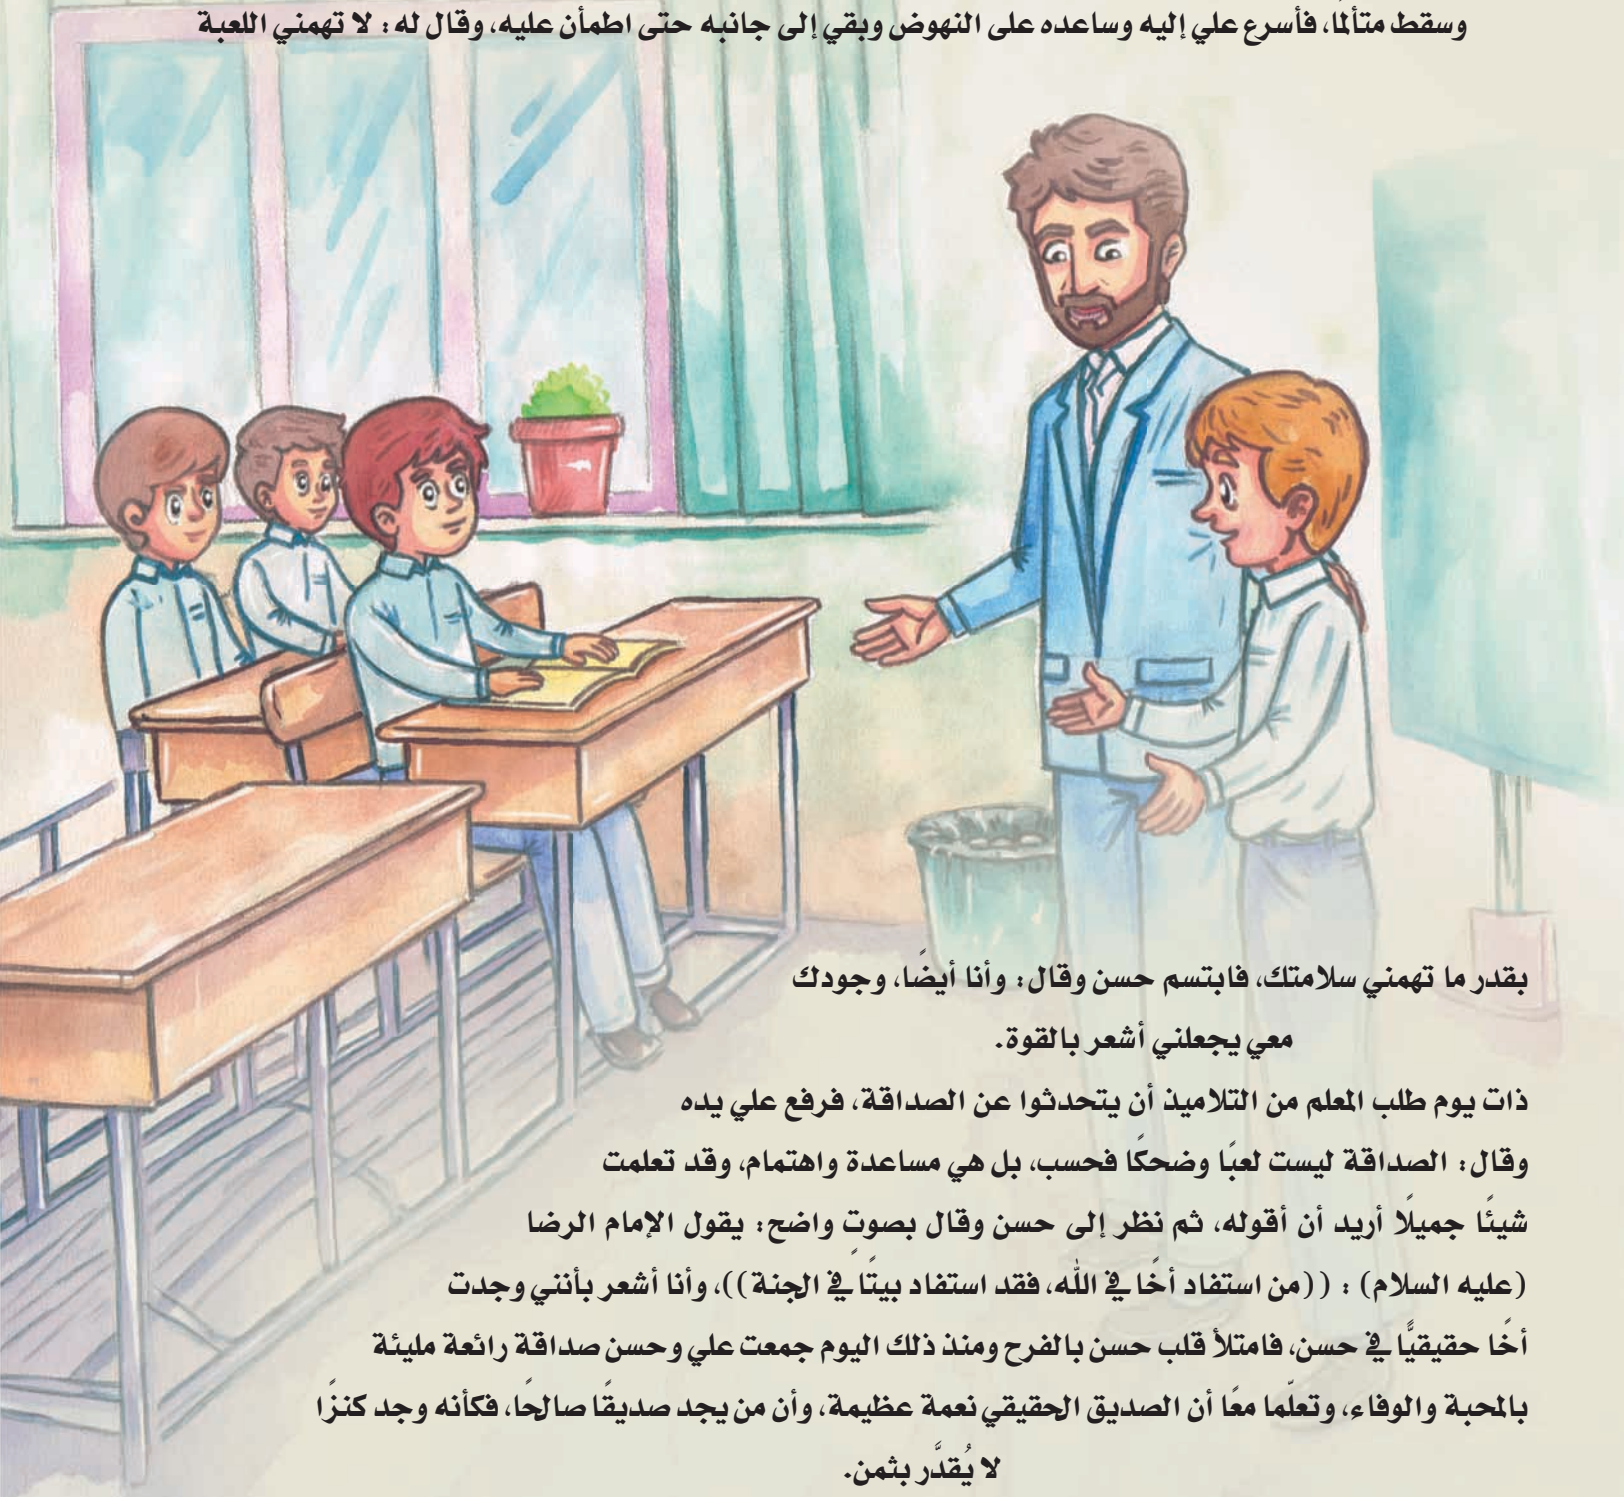 وسقط متألمًا، فأسرع علي إليه وساعده على النهوض وبقي إلى جانبه حتى اطمأن عليه، وقال له: لا تهمني اللعبة
بقدر ما تهمني سلامتك، فابتسم حسن وقال: وأنا أيضًا، وجودك
معي يجعلني أشعر بالقوة.
ذات يوم طلب المعلم من التلاميذ أن يتحدثوا عن الصداقة، فرفع علي يده
وقال: الصداقة ليست لعبًا وضحكًا فحسب، بل هي مساعدة واهتمام، وقد تعلمت
شيئًا جميلًا أريد أن أقوله، ثم نظر إلى حسن وقال بصوتٍ واضح: يقول الإمام الرضا
(عليه السلام) : ((من استفاد أخًا في الله، فقد استفاد بيتًا في الجنة))، وأنا أشعر بأنني وجدت
أخًا حقيقيًّا في حسن، فامتلأ قلب حسن بالفرح ومنذ ذلك اليوم جمعت علي وحسن صداقة رائعة مليئة
بالمحبة والوفاء، وتعلّما معًا أن الصديق الحقيقي نعمة عظيمة، وأن من يجد صديقًا صالحًا، فكأنه وجد كنزًا
لا يُقدَّر بثمن.